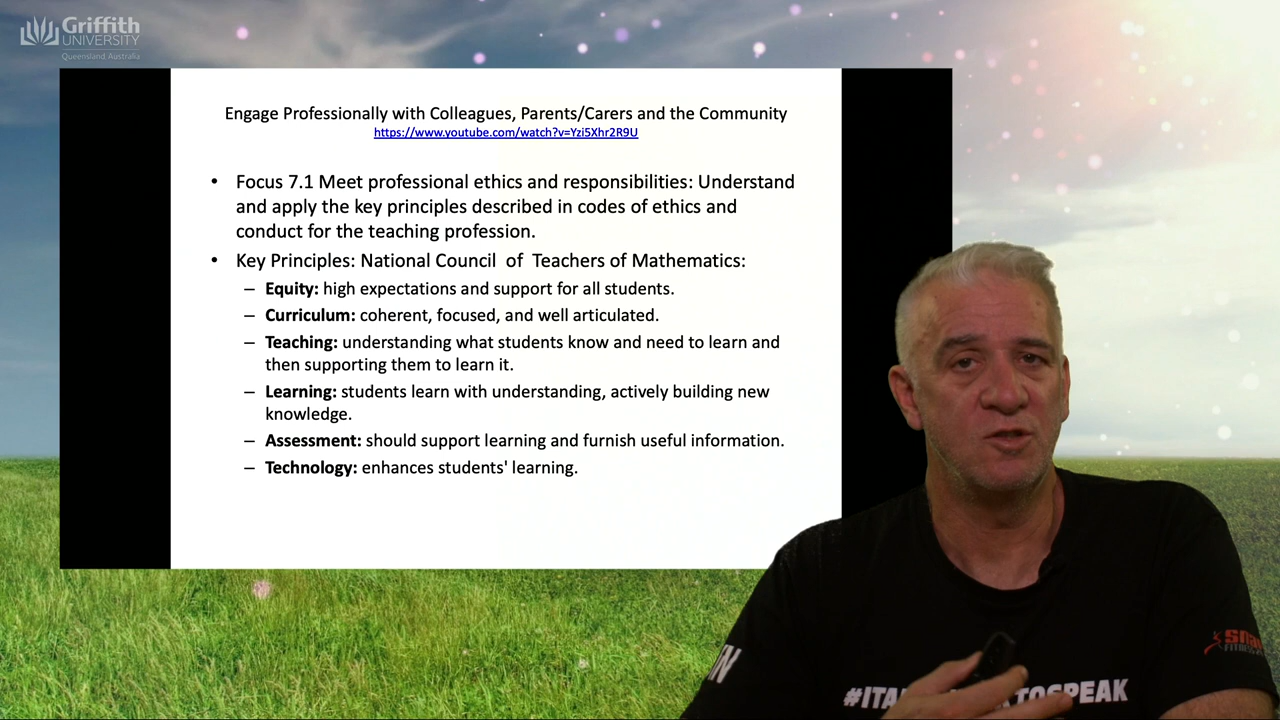 Griffith
UNIVERSITY
Queensland, Australia
Engage Professionally with Colleagues, Parents/Carers and the Community
https://www.youtube.com/watch?v=Yzi5Xhr2R9U
• Focus 7.1 Meet professional ethics and responsibilities: Understand
and apply the key principles described in codes of ethics and
conduct for the teaching profession.
• Key Principles: National Council of Teachers of Mathematics:
– Equity: high expectations and support for all students.
– Curriculum: coherent, focused, and well articulated.
– Teaching: understanding what students know and need to learn and
then supporting them to learn it.
– Learning: students learn with understanding, actively building new
knowledge.
– Assessment: should support learning and furnish useful information.
– Technology: enhances students' learning.
FITNESS